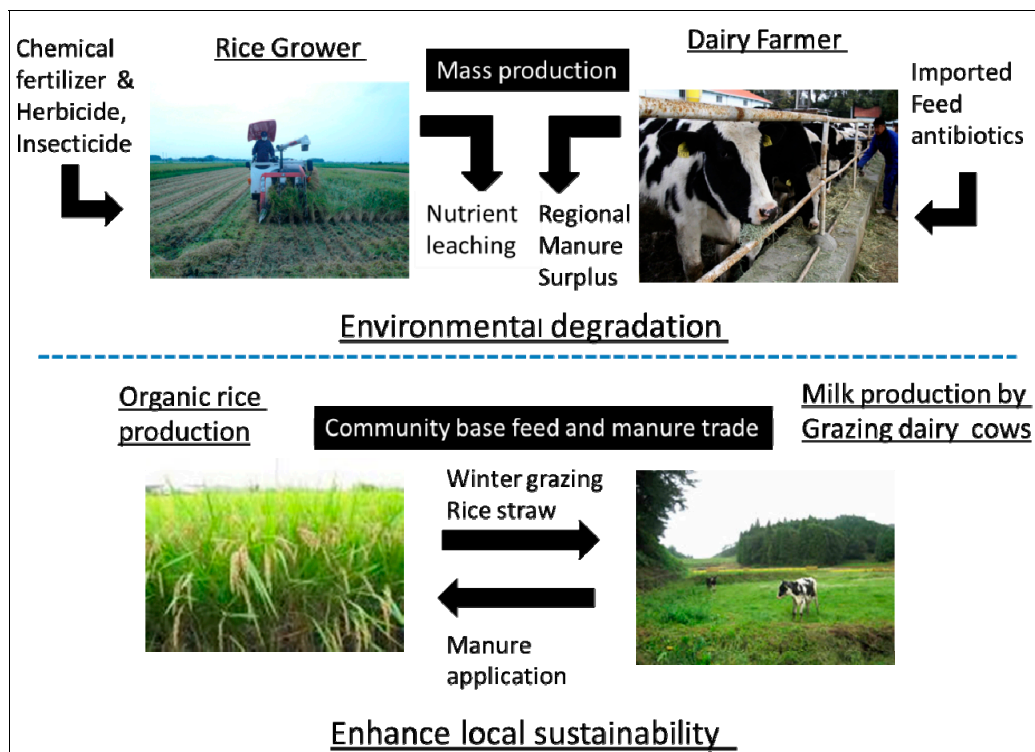 Chemical
fertilizer &
Herbicide,
Insecticide
Rice Grower
Mass production
Dairy Farmer
Imported
Feed
antibiotics
Nutrient
leaching
Regional
Manure
Surplus
Environmental degradation
Organic rice
production
Community base feed and manure trade
Milk production by
Grazing dairy cows
Winter grazing
Rice straw
Manure
application
Enhance local sustainability